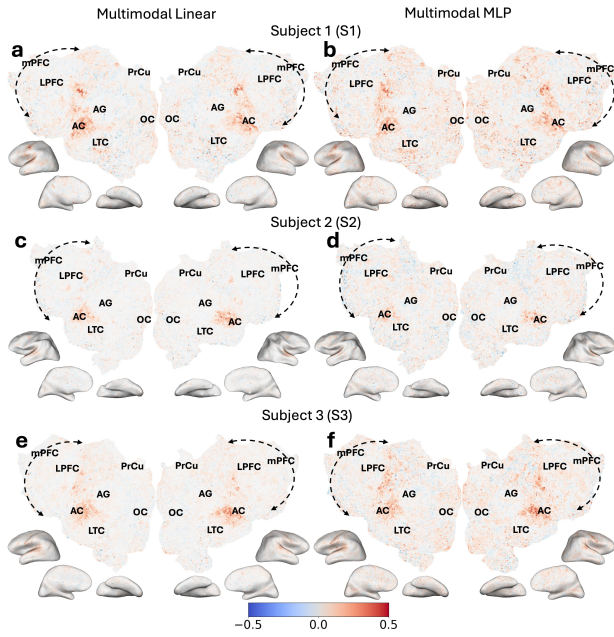 Multimodal Linear
Multimodal MLP
Subject 1 (S1)
a
mPFC
LPFC
PrCu
AG
AC
OC
LTC
PrCu
LPFC
mPFC
AG
OC
AC
LTC
b
mPFC
LPFC
PrCu
AG
AC
OC
LTC
PrCu
LPFC
mPFC
AG
OC
AC
LTC
Subject 2 (S2)
c
mPFC
LPFC
PrCu
AG
AC
OC
LTC
PrCu
LPFC
mPFC
AG
OC
AC
LTC
d
mPFC
LPFC
PrCu
AG
AC
OC
LTC
PrCu
LPFC
mPFC
AG
OC
AC
LTC
Subject 3 (S3)
e
mPFC
LPFC
PrCu
AG
AC
OC
LTC
PrCu
LPFC
mPFC
AG
OC
AC
LTC
f
mPFC
LPFC
PrCu
AG
AC
OC
LTC
PrCu
LPFC
mPFC
AG
OC
AC
LTC
−0.5 0.0 0.5